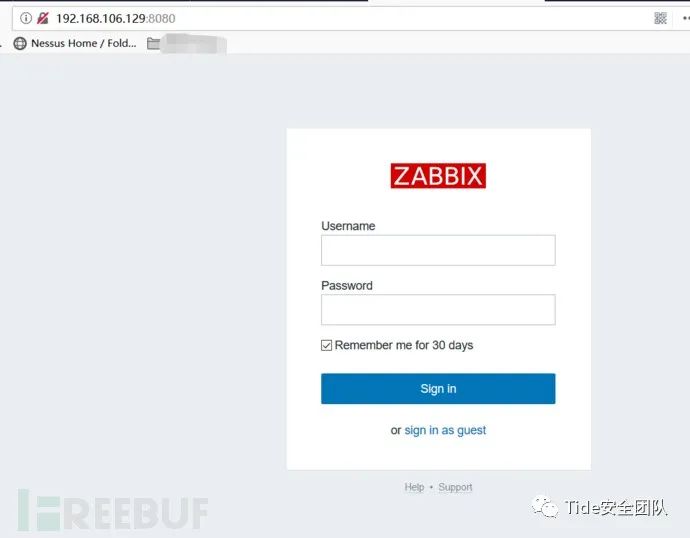 192.168.106.129:8080
Nessus Home / Fold...
ZABBIX
Username
Password
Remember me for 30 days
Sign in
or sign in as guest
Help • Support
FREEBUF
Tide安全团队